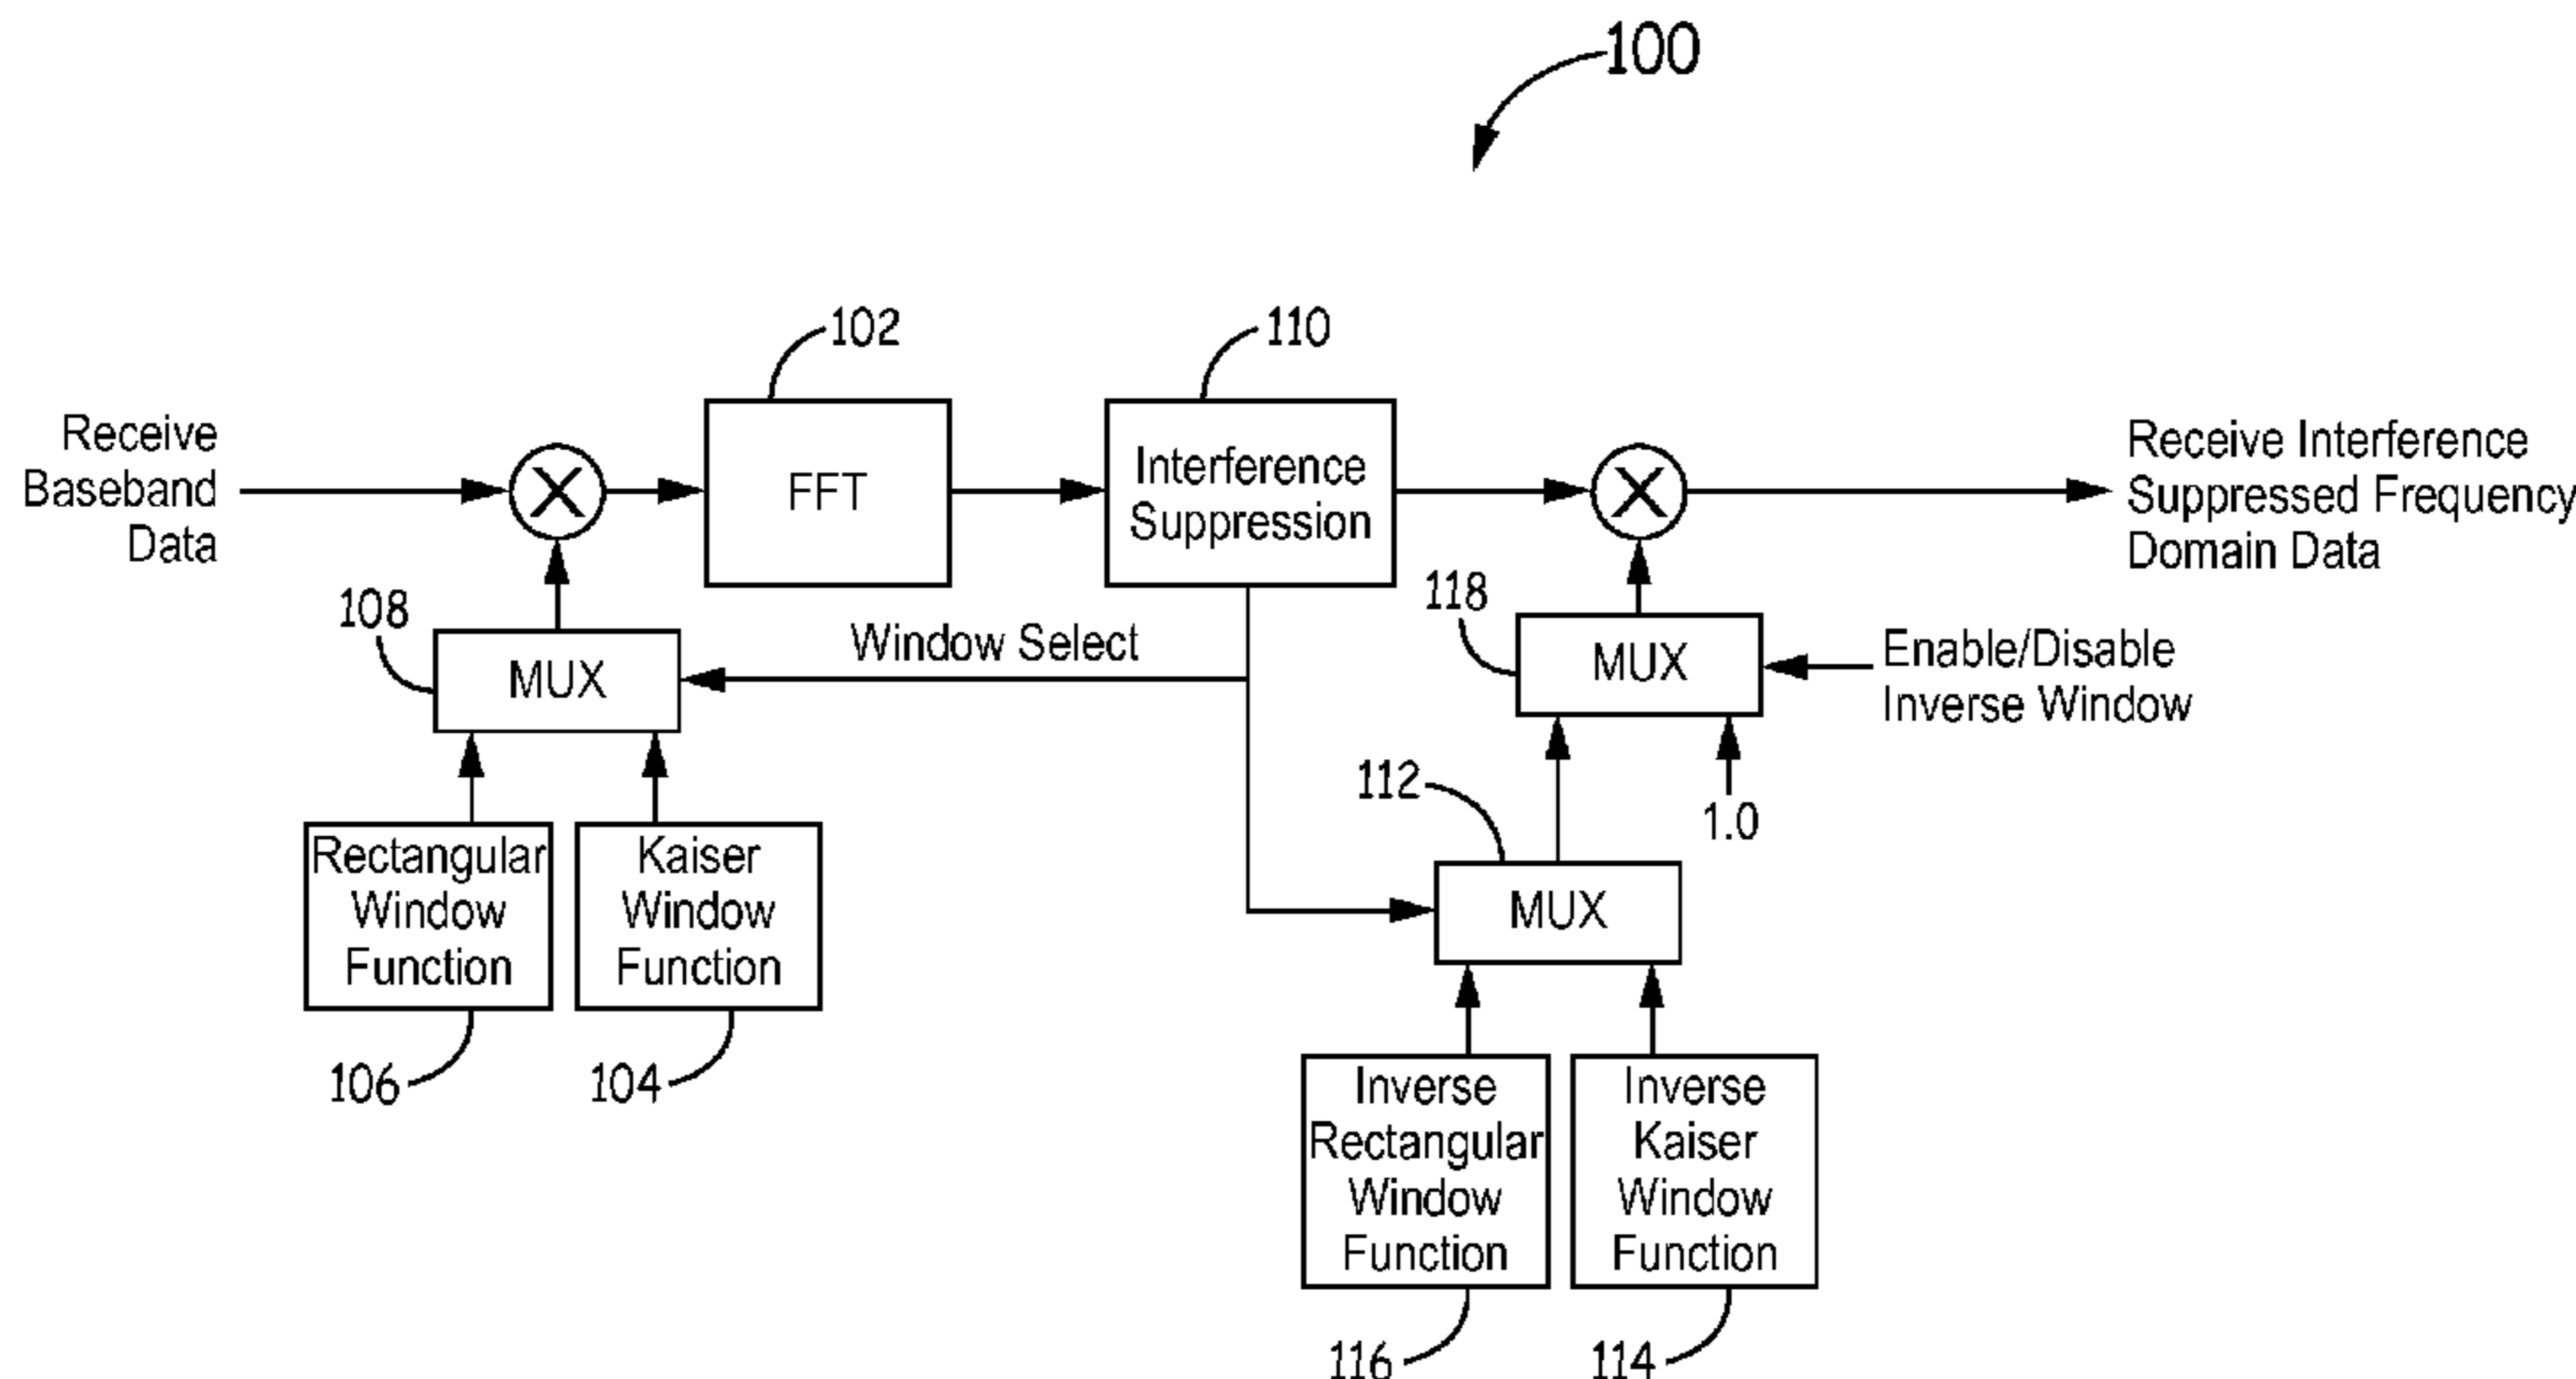 100
102
110
Receive
Baseband
Data
FFT
Interference
Suppression
Receive Interference
Suppressed Frequency
Domain Data
108
MUX
Window Select
118
MUX
Enable/Disable
Inverse Window
112
1.0
Rectangular
Window
Function
Kaiser
Window
Function
MUX
106
104
Inverse
Rectangular
Window
Function
Inverse
Kaiser
Window
Function
116
114